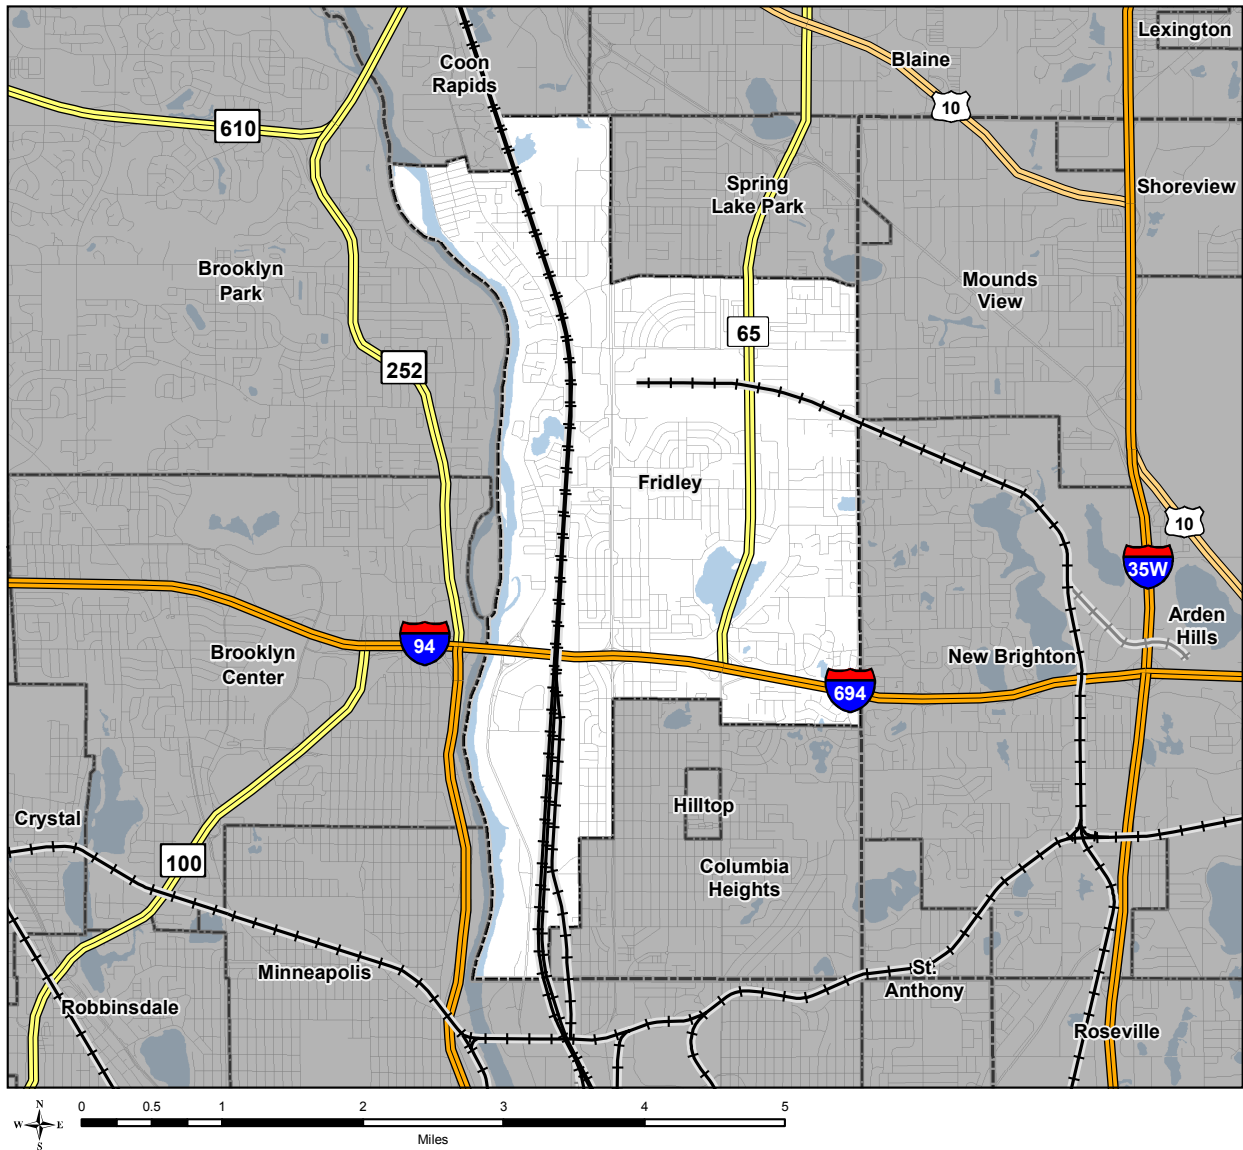 Lexington
Coon
Rapids
Blaine
10
610
Spring
Lake Park
Shoreview
Brooklyn
Park
Mounds
View
65
252
Fridley
10
35W
Arden
Hills
94
Brooklyn
Center
New Brighton
694
Hilltop
Crystal
100
Columbia
Heights
Minneapolis
St.
Anthony
Robbinsdale
Roseville
N
W E
S
0 0.5 1 2 3 4 5
Miles